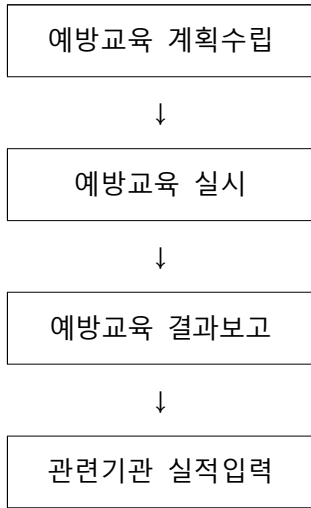 예방교육 계획수립
↓
예방교육 실시
↓
예방교육 결과보고
↓
관련기관 실적입력